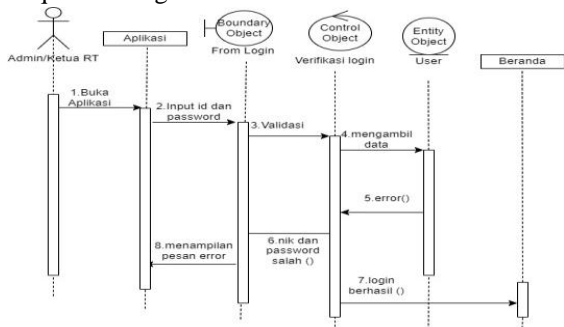 Boundary
Object
From Login
Control
Object
Verifikasi login
Entity
Object
User
Admin/Ketua RT
Aplikasi
Beranda
1.Buka
Aplikasi
2.Input id dan
password
3.Validasi
4.mengambil
data
5.error()
6.nik dan
password
salah ()
8.menampilan
pesan error
7.login
berhasil ()